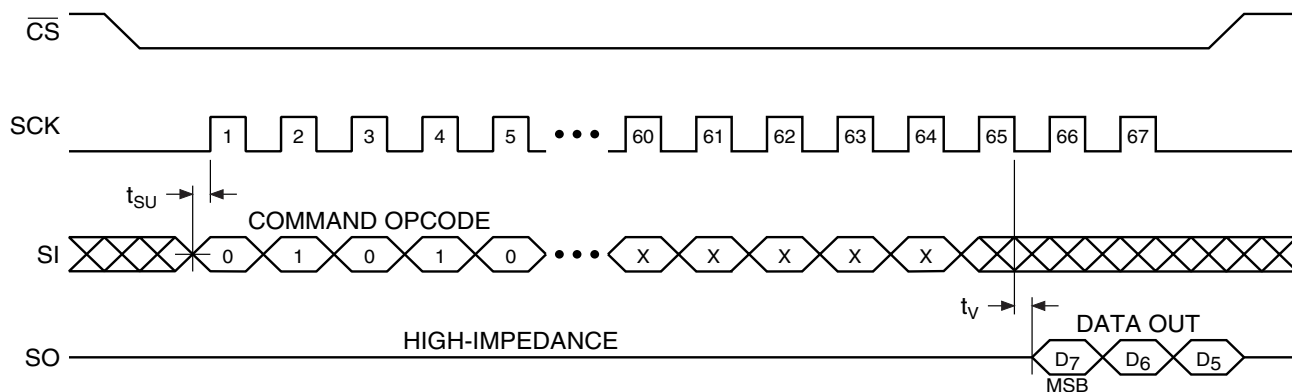 CS
SCK 1 2 3 4 5 ••• 60 61 62 63 64 65 66 67
tSU
COMMAND OPCODE
SI 0 1 0 1 0 ••• X X X X X
tV
HIGH-IMPEDANCE
DATA OUT
SO D7 D6 D5
MSB